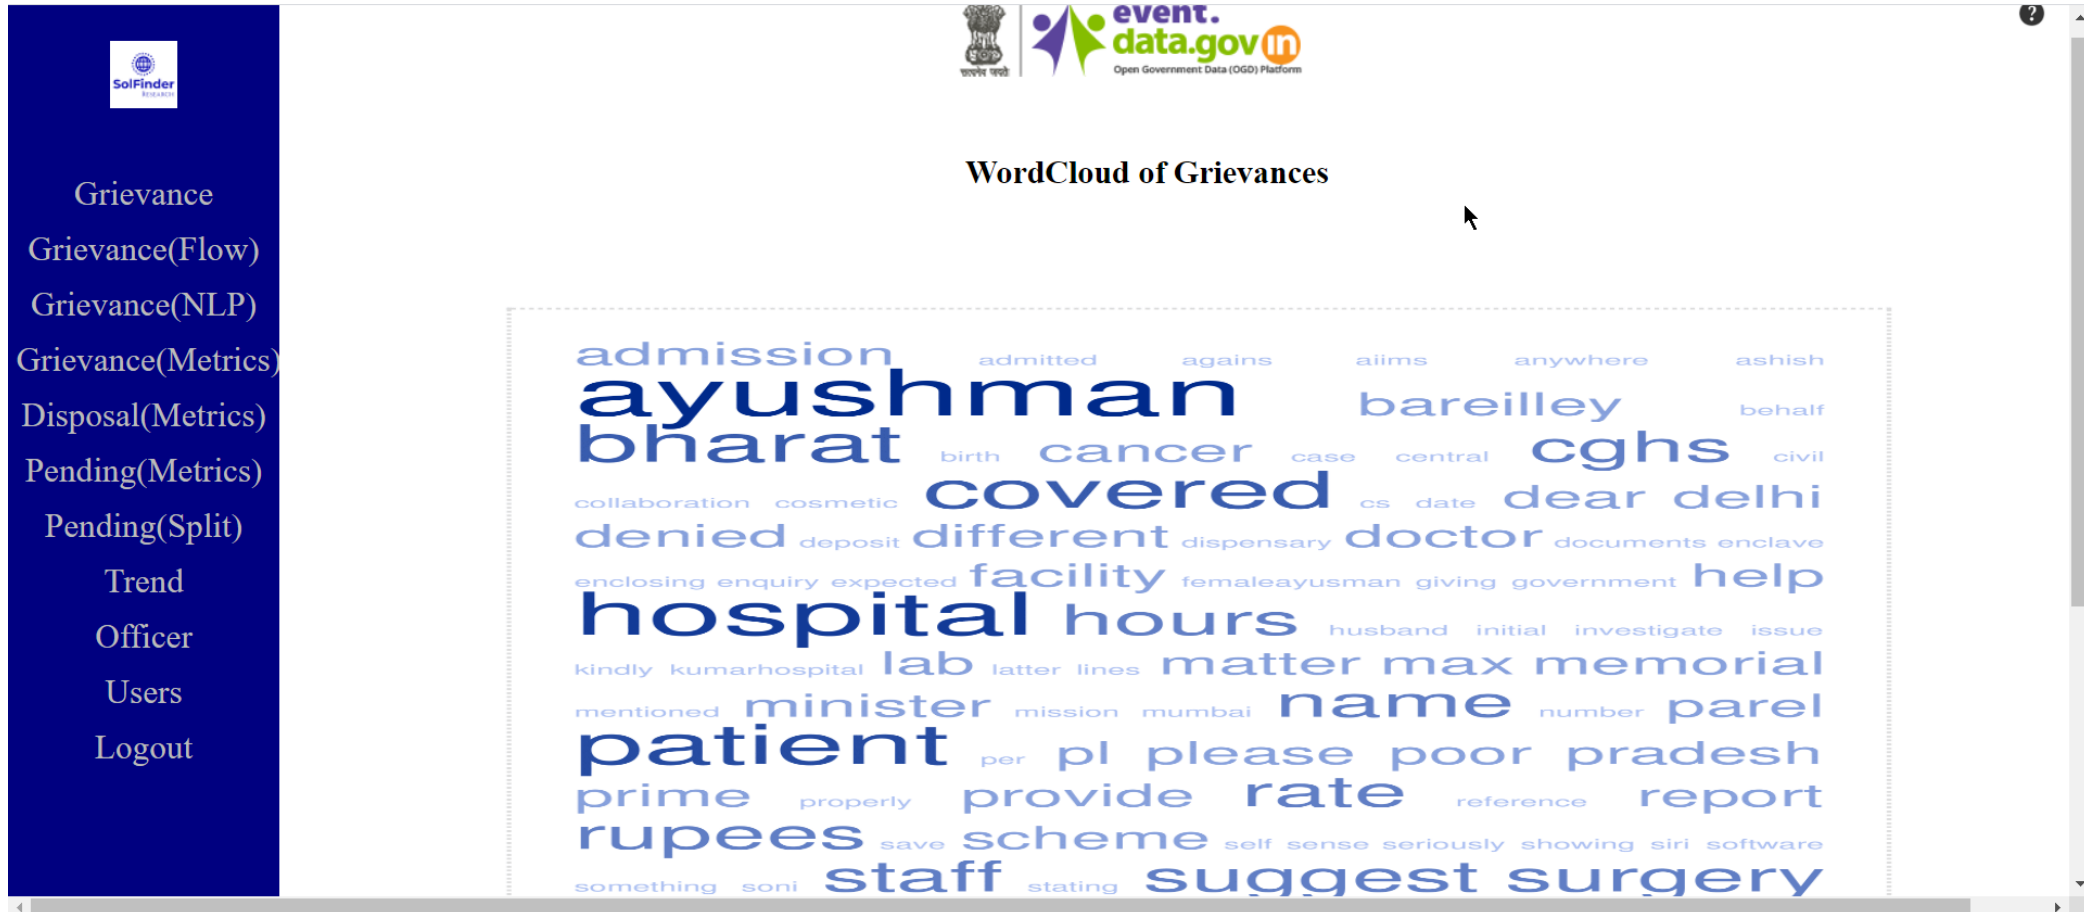 SolFinder
RESEARCH
Grievance
Grievance(Flow)
Grievance(NLP)
Grievance(Metrics)
Disposal(Metrics)
Pending(Metrics)
Pending(Split)
Trend
Officer
Users
Logout
सत्यमेव जयते
event.
data.gov in
Open Government Data (OGD) Platform
?
WordCloud of Grievances
admission admitted agains aiims anywhere ashish
ayushman bareilley behalf
bharat birth cancer case central cghs civil
collaboration cosmetic covered cs date dear delhi
denied deposit different dispensary doctor documents enclave
enclosing enquiry expected facility femaleayusman giving government help
hospital hours husband initial investigate issue
kindly kumarhospital lab latter lines matter max memorial
mentioned minister mission mumbai name number parel
patient per pl please poor pradesh
prime properly provide rate reference report
rupees save scheme self sense seriously showing siri software
something soni staff stating suggest surgery